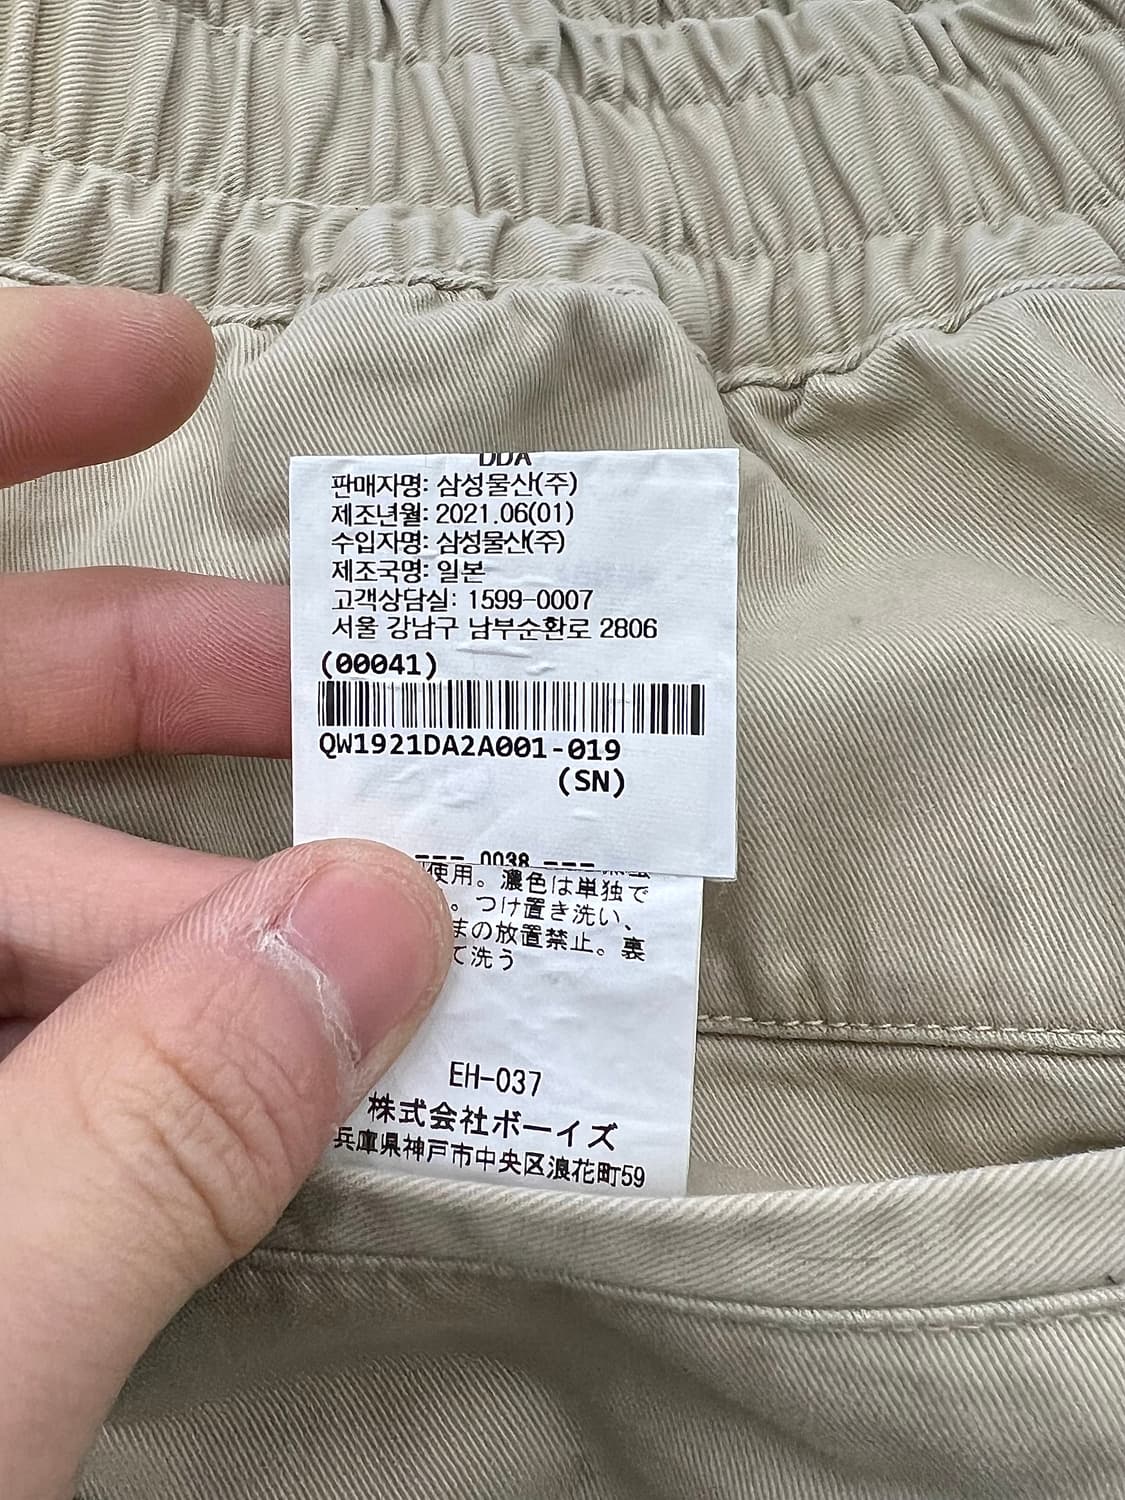 DDA
판매자명: 삼성물산(주)
제조년월: 2021.06(01)
수입자명: 삼성물산(주)
제조국명: 일본
고객상담실: 1599-0007
서울 강남구 남부순환로 2806
(00041)
QW1921DA2A001-019
(SN)
--- 0038 ---
使用。濃色は単独で
。つけ置き洗い、
まの放置禁止。裏
て洗う
EH-037
株式会社ボーイズ
兵庫県神戸市中央区浪花町59